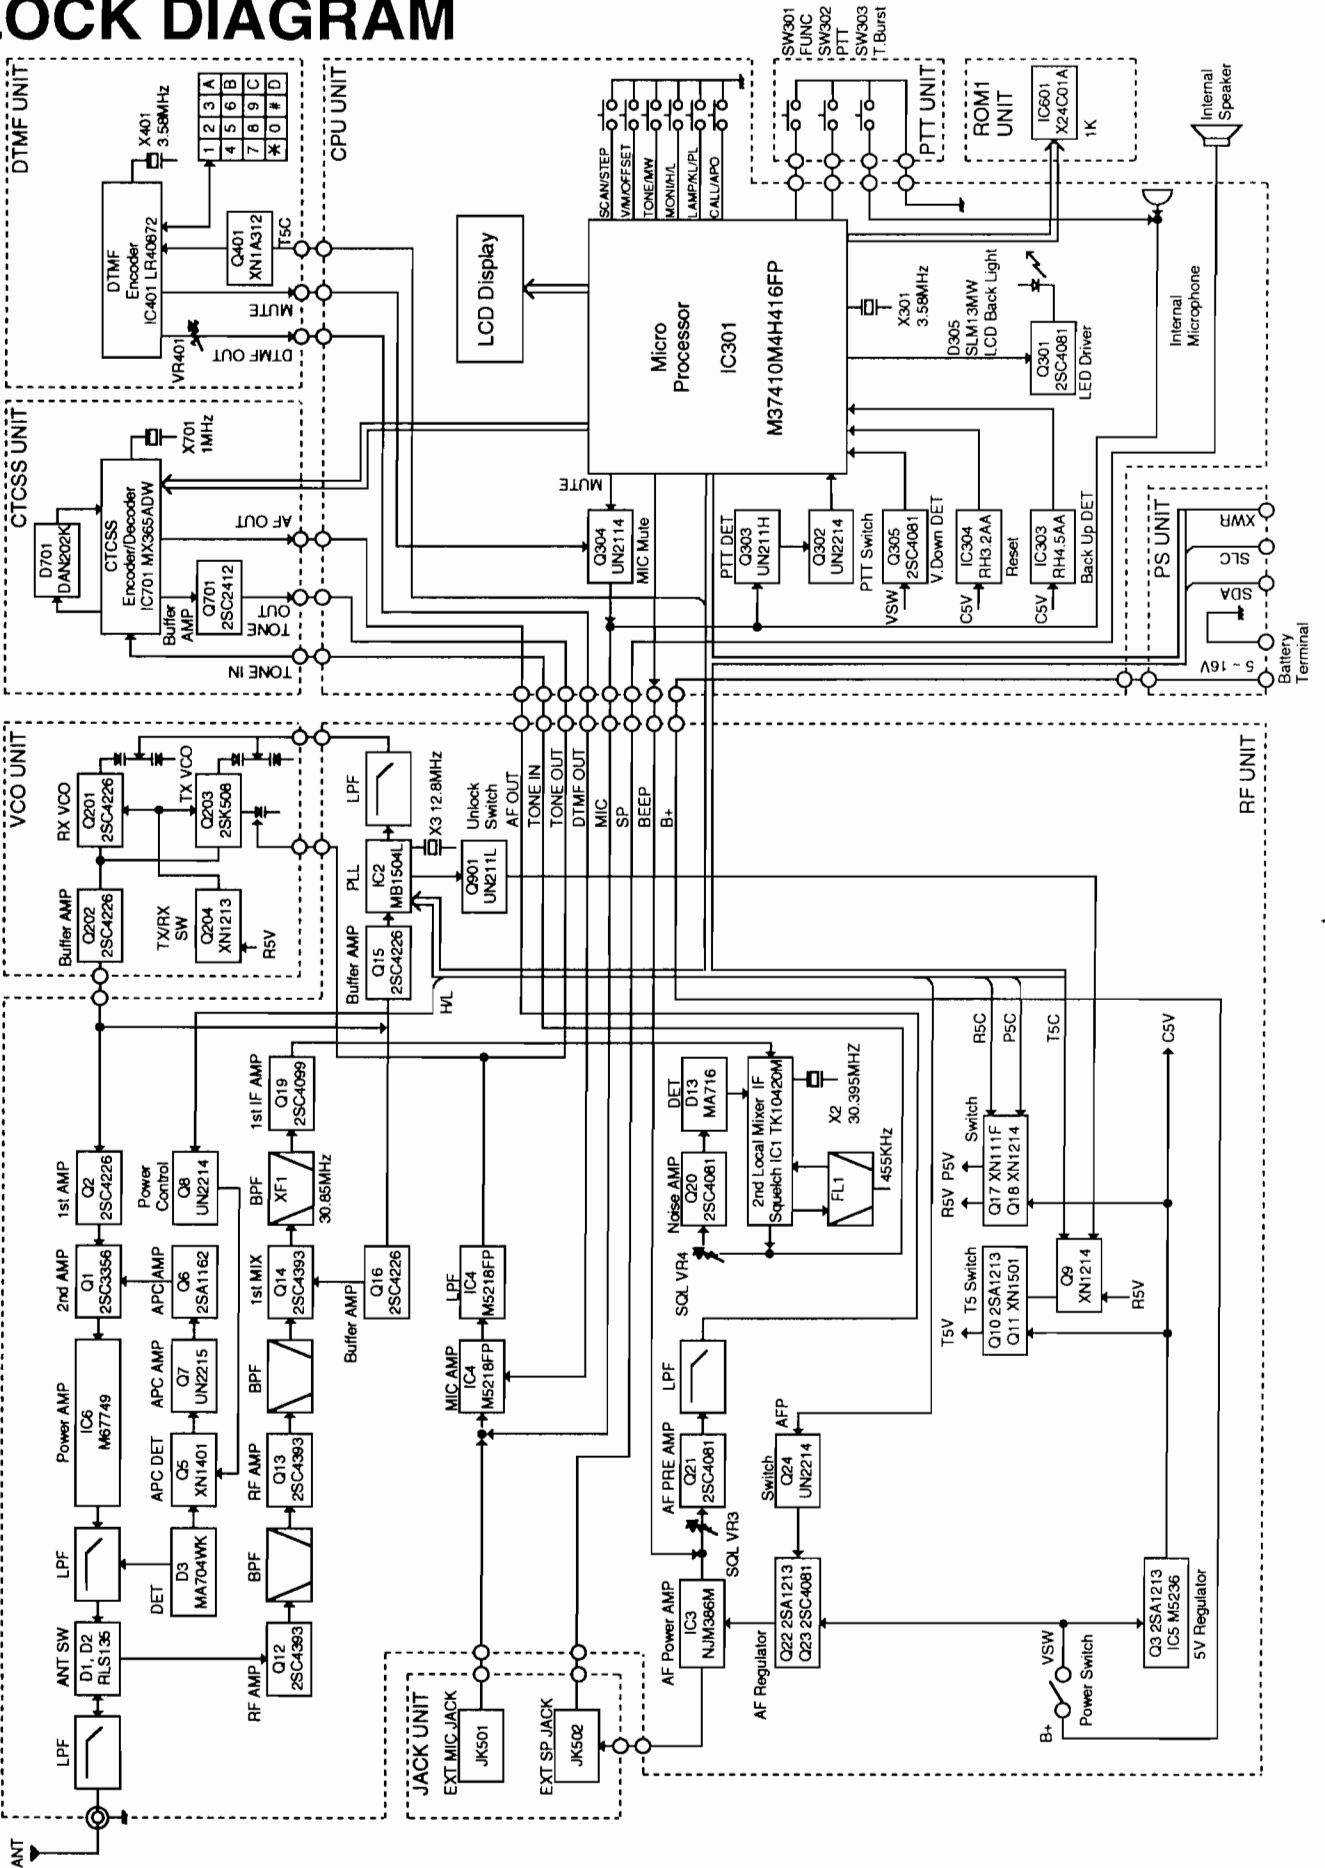 LOCK DIAGRAM
DTMF UNIT
DTMF
Encoder
IC401 LR40872
X401
3.58MHz
1 2 3 A
4 5 6 B
7 8 9 C
* 0 # D
Q401
XN1A312
T5C
MUTE
DTMF OUT
VR401
CTCSS UNIT
D701
DAN202K
CTCSS
Encoder/Decoder
IC701 MX365ADW
X701
1MHz
AF OUT
Buffer
AMP
Q701
2SC2412
TONE
OUT
TONE IN
CPU UNIT
LCD Display
SCAN/STEP
V/M/OFFSET
TONE/MW
MONI/H/L
LAMP/KL/PL
CALL/APO
Micro
Processor
IC301
M37410M4H416FP
SW301
FUNC
SW302
PTT
SW303
T.Burst
PTT UNIT
ROM1
UNIT
IC601
X24C01A
1K
Internal
Speaker
Internal
Microphone
X301
3.58MHz
D305
SLM13MW
LCD Back Light
Q301
2SC4081
LED Driver
MUTE
Q304
UN2114
MIC Mute
PTT DET
Q303
UN211H
Q302
UN2214
PTT Switch
Q305
2SC4081
V.Down DET
VSW
IC304
RH3.2AA
Reset
C5V
IC303
RH4.5AA
Back Up DET
C5V
PS UNIT
XWR
SLC
SDA
5 ~ 16V
Battery
Terminal
VCO UNIT
RX VCO
Q201
2SC4226
TX VCO
Q203
2SK508
Buffer AMP
Q202
2SC4226
TX/RX
SW
Q204
XN1213
R5V
LPF
PLL
IC2
MB1504L
X3 12.8MHz
Unlock
Switch
Q901
UN211L
Buffer AMP
Q15
2SC4226
H/L
AF OUT
TONE IN
TONE OUT
DTMF OUT
MIC
SP
BEEP
B+
RF UNIT
1st AMP
Q2
2SC4226
2nd AMP
Q1
2SC3356
Power AMP
IC6
M67749
LPF
ANT SW
D1, D2
RLS135
LPF
ANT
Power
Control
Q8
UN2214
APC AMP
Q6
2SA1162
APC AMP
Q7
UN2215
APC DET
Q5
XN1401
DET
D3
MA704WK
1st IF AMP
Q19
2SC4099
BPF
XF1
30.85MHz
1st MIX
Q14
2SC4393
BPF
RF AMP
Q13
2SC4393
BPF
RF AMP
Q12
2SC4393
Buffer AMP
Q16
2SC4226
LPF
IC4
M5218FP
MIC AMP
IC4
M5218FP
DET
D13
MA716
Noise AMP
Q20
2SC4081
SQL VR4
2nd Local Mixer IF
Squelch IC1 TK10420M
X2
30.395MHZ
FL1
455KHz
LPF
AF PRE AMP
Q21
2SC4081
SQL VR3
AF Power AMP
IC3
NJM386M
AFP
Switch
Q24
UN2214
AF Regulator
Q22 2SA1213
Q23 2SC4081
R5C
P5C
T5C
C5V
Switch
R5V P5V
Q17 XN111F
Q18 XN1214
T5 Switch
T5V
Q10 2SA1213
Q11 XN1501
Q9
XN1214
R5V
Q3 2SA1213
IC5 M5236
5V Regulator
VSW
B+
Power Switch
JACK UNIT
EXT MIC JACK
JK501
EXT SP JACK
JK502